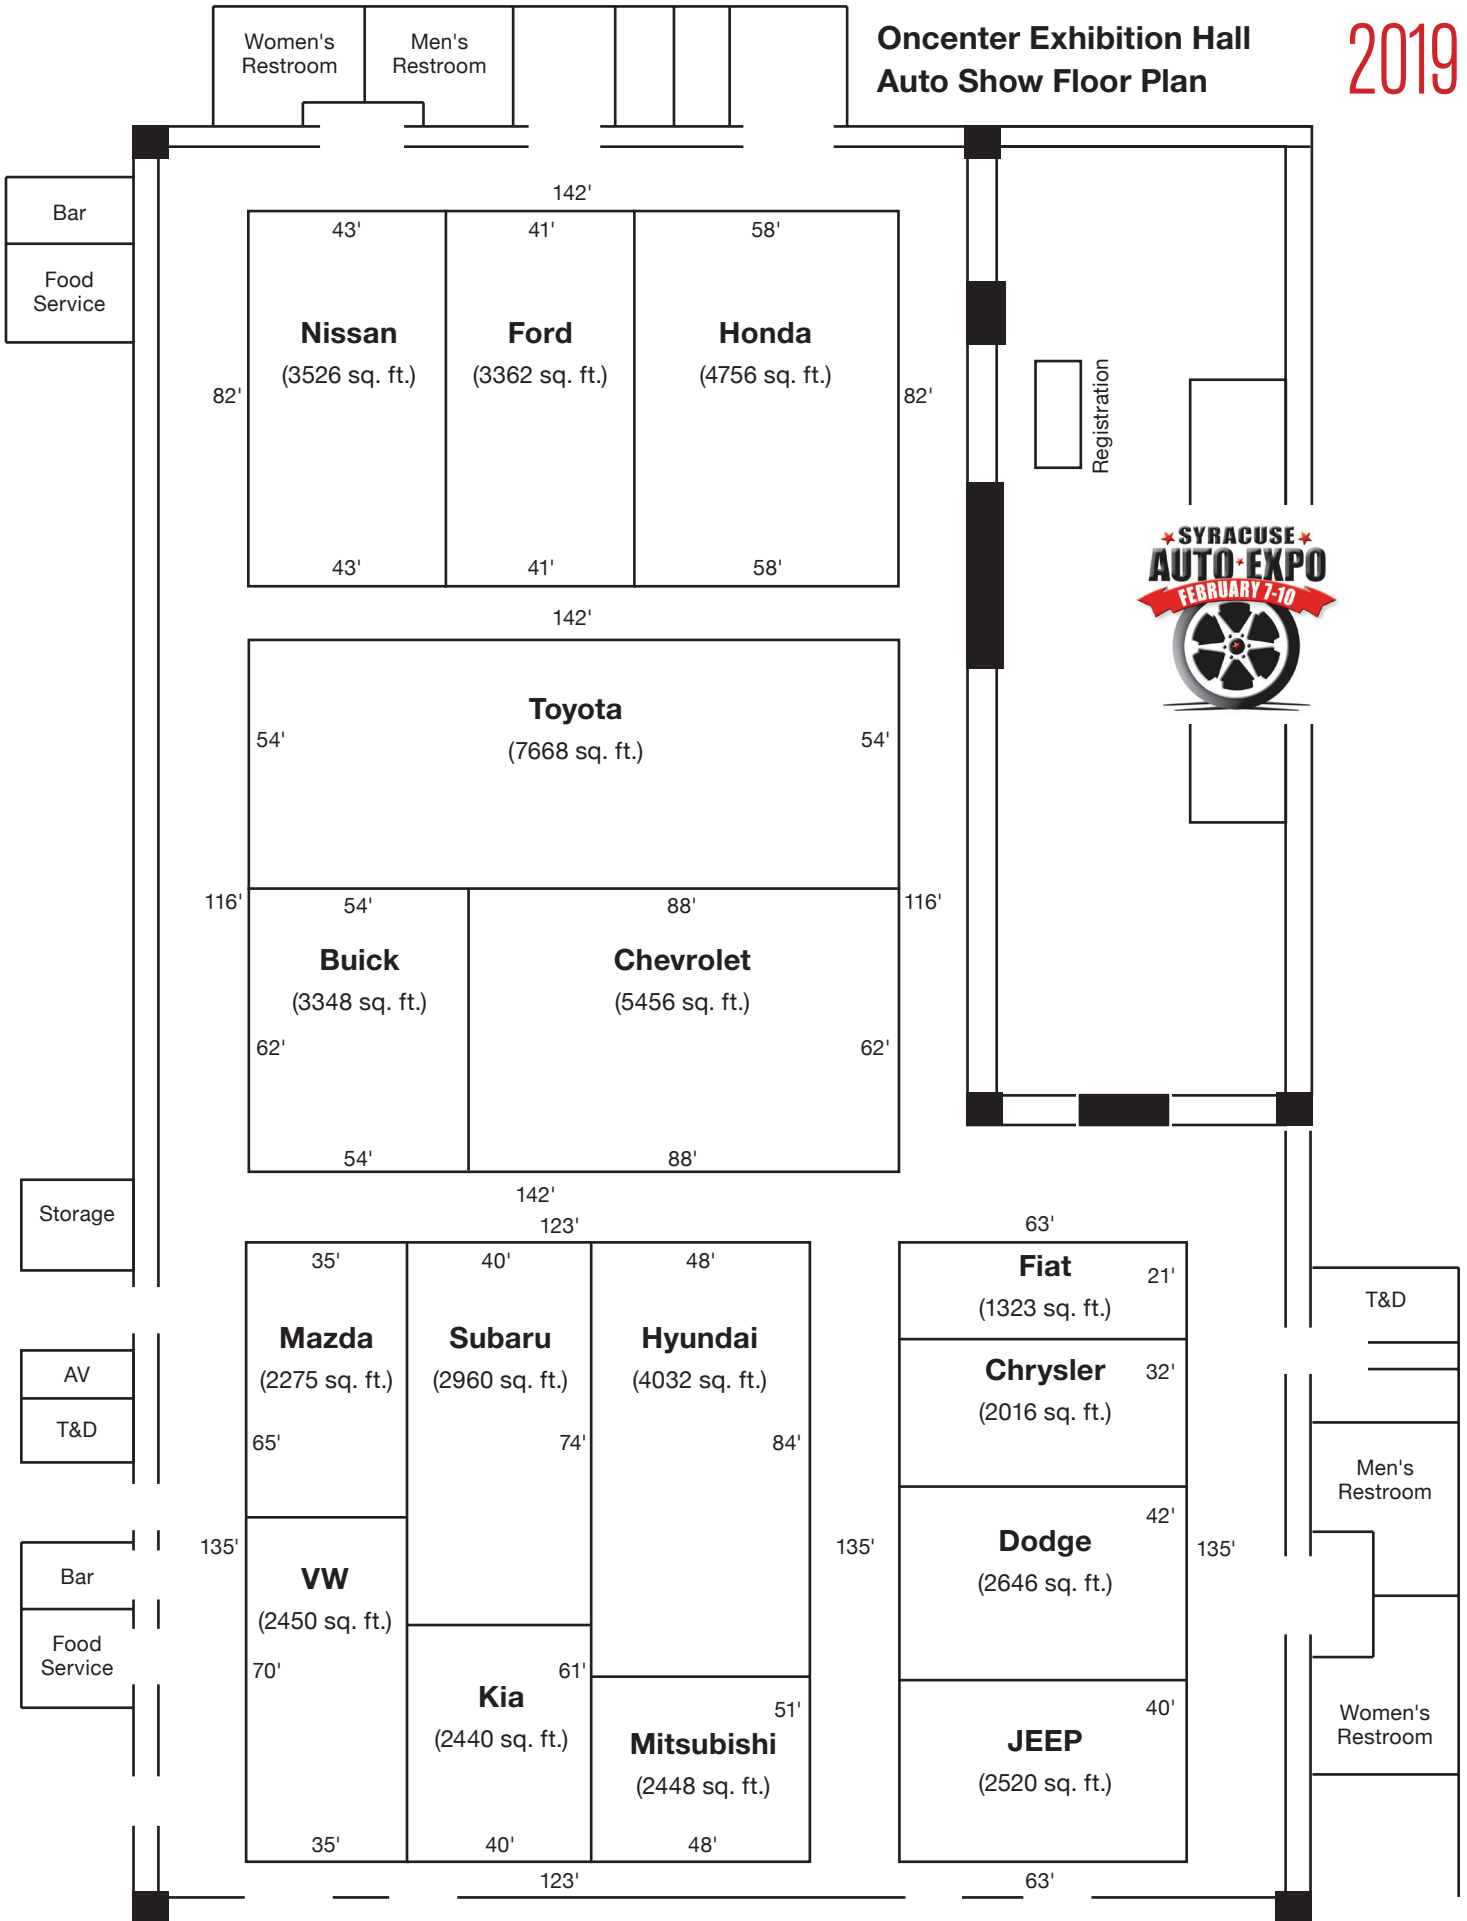 Oncenter Exhibition Hall
Auto Show Floor Plan
2019
Women's
Restroom
Men's
Restroom
Bar
Food
Service
142'
43'
41'
58'
Nissan
(3526 sq. ft.)
Ford
(3362 sq. ft.)
Honda
(4756 sq. ft.)
82'
82'
43'
41'
58'
142'
Registration
SYRACUSE
AUTO EXPO
FEBRUARY 7-10
Toyota
(7668 sq. ft.)
54'
54'
116'
116'
54'
88'
Buick
(3348 sq. ft.)
Chevrolet
(5456 sq. ft.)
62'
62'
54'
88'
142'
Storage
AV
T&D
Bar
Food
Service
123'
35'
40'
48'
Mazda
(2275 sq. ft.)
Subaru
(2960 sq. ft.)
Hyundai
(4032 sq. ft.)
65'
74'
84'
135'
VW
(2450 sq. ft.)
70'
61'
Kia
(2440 sq. ft.)
51'
Mitsubishi
(2448 sq. ft.)
35'
40'
48'
123'
63'
Fiat
21'
(1323 sq. ft.)
Chrysler
32'
(2016 sq. ft.)
42'
Dodge
(2646 sq. ft.)
135'
135'
40'
JEEP
(2520 sq. ft.)
63'
T&D
Men's
Restroom
Women's
Restroom